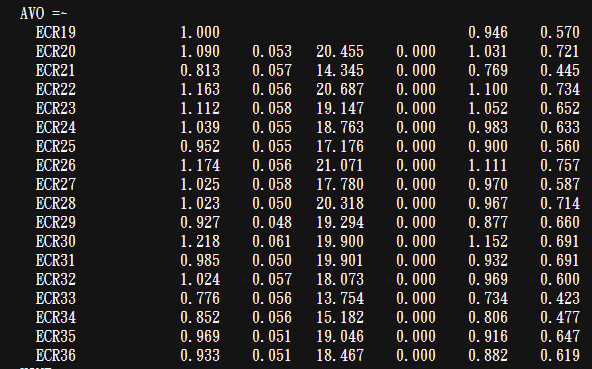 AVO =~
ECR19 1.000 0.946 0.570
ECR20 1.090 0.053 20.455 0.000 1.031 0.721
ECR21 0.813 0.057 14.345 0.000 0.769 0.445
ECR22 1.163 0.056 20.687 0.000 1.100 0.734
ECR23 1.112 0.058 19.147 0.000 1.052 0.652
ECR24 1.039 0.055 18.763 0.000 0.983 0.633
ECR25 0.952 0.055 17.176 0.000 0.900 0.560
ECR26 1.174 0.056 21.071 0.000 1.111 0.757
ECR27 1.025 0.058 17.780 0.000 0.970 0.587
ECR28 1.023 0.050 20.318 0.000 0.967 0.714
ECR29 0.927 0.048 19.294 0.000 0.877 0.660
ECR30 1.218 0.061 19.900 0.000 1.152 0.691
ECR31 0.985 0.050 19.901 0.000 0.932 0.691
ECR32 1.024 0.057 18.073 0.000 0.969 0.600
ECR33 0.776 0.056 13.754 0.000 0.734 0.423
ECR34 0.852 0.056 15.182 0.000 0.806 0.477
ECR35 0.969 0.051 19.046 0.000 0.916 0.647
ECR36 0.933 0.051 18.467 0.000 0.882 0.619